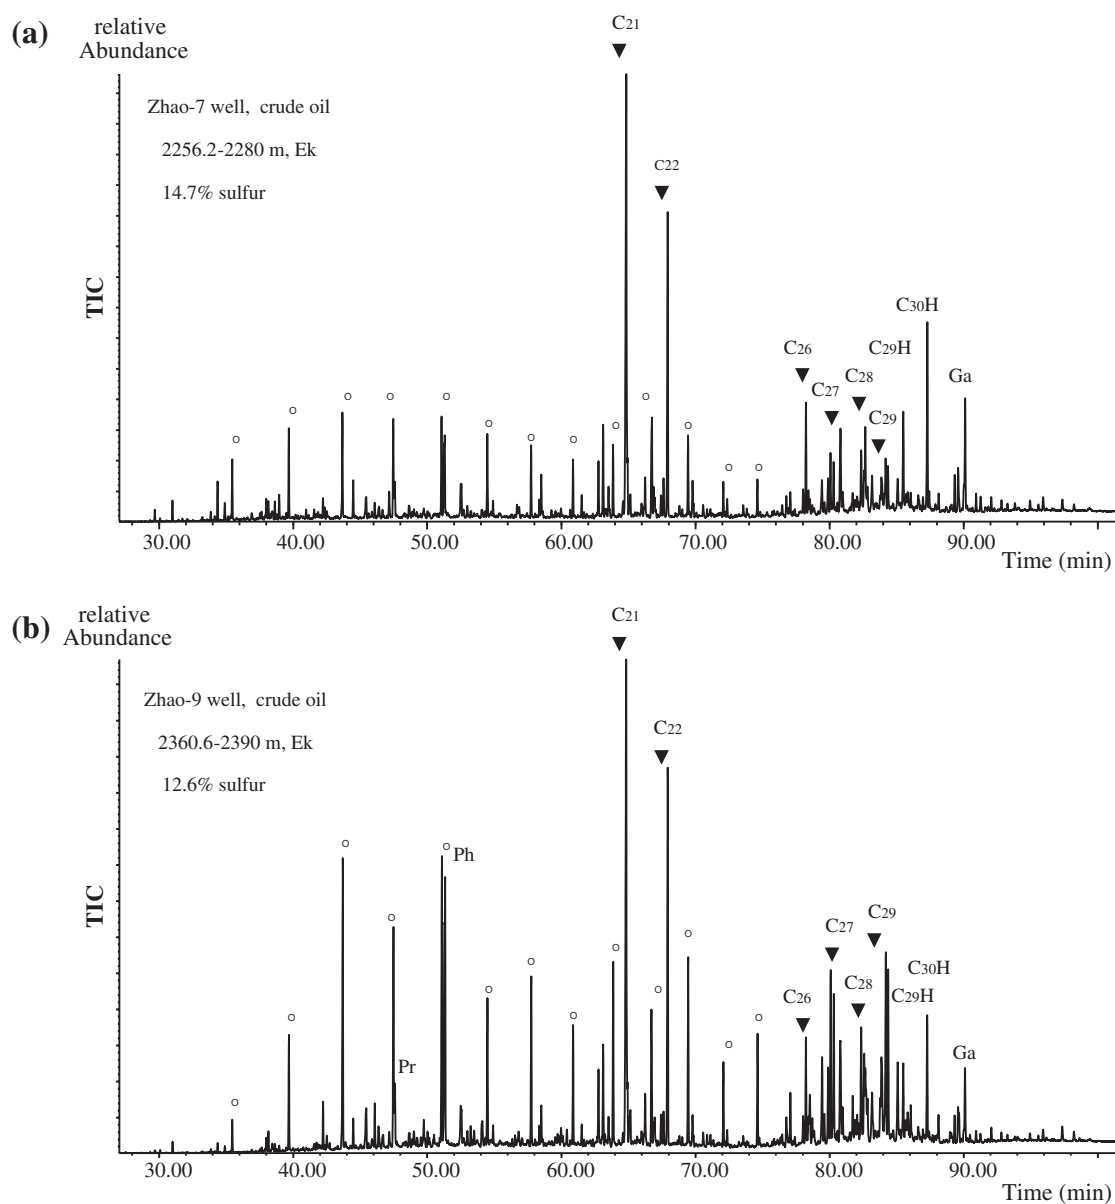 (a)
relative
Abundance
C21
Zhao-7 well, crude oil
2256.2-2280 m, Ek
14.7% sulfur
C22
TIC
C30H
C26
C29H
C27
C28
Ga
C29
30.00 40.00 50.00 60.00 70.00 80.00 90.00
Time (min)
(b)
relative
Abundance
C21
Zhao-9 well, crude oil
2360.6-2390 m, Ek
12.6% sulfur
C22
TIC
Ph
Pr
C29
C27
C30H
C26
C28
C29H
Ga
30.00 40.00 50.00 60.00 70.00 80.00 90.00
Time (min)